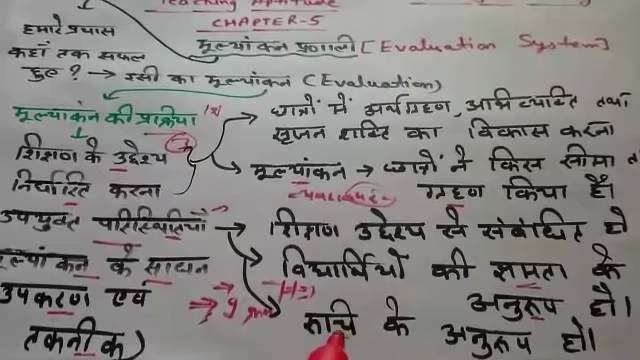 Teaching Aptitude
CHAPTER-5
मूल्यांकन प्रणाली [Evaluation System]
हमारे प्रयास
कहाँ तक सफल
हुए? → इसी का मूल्यांकन (Evaluation)
मूल्यांकन की प्रक्रिया
शिक्षण के उद्देश्य
निर्धारित करना
छात्रों में अर्थग्रहण, अभिव्यक्ति तथा
सृजन शक्ति का विकास करना
मूल्यांकन → छात्रों ने किस सीमा
ग्रहण किया है।
उपयुक्त परिस्थितियाँ
शिक्षण उद्देश्य से संबंधित हो
विद्यार्थियों की क्षमता के
अनुरूप हो।
रूचि के अनुरूप हो।
मूल्यांकन के साधन
उपकरण एवं
तकनीक)